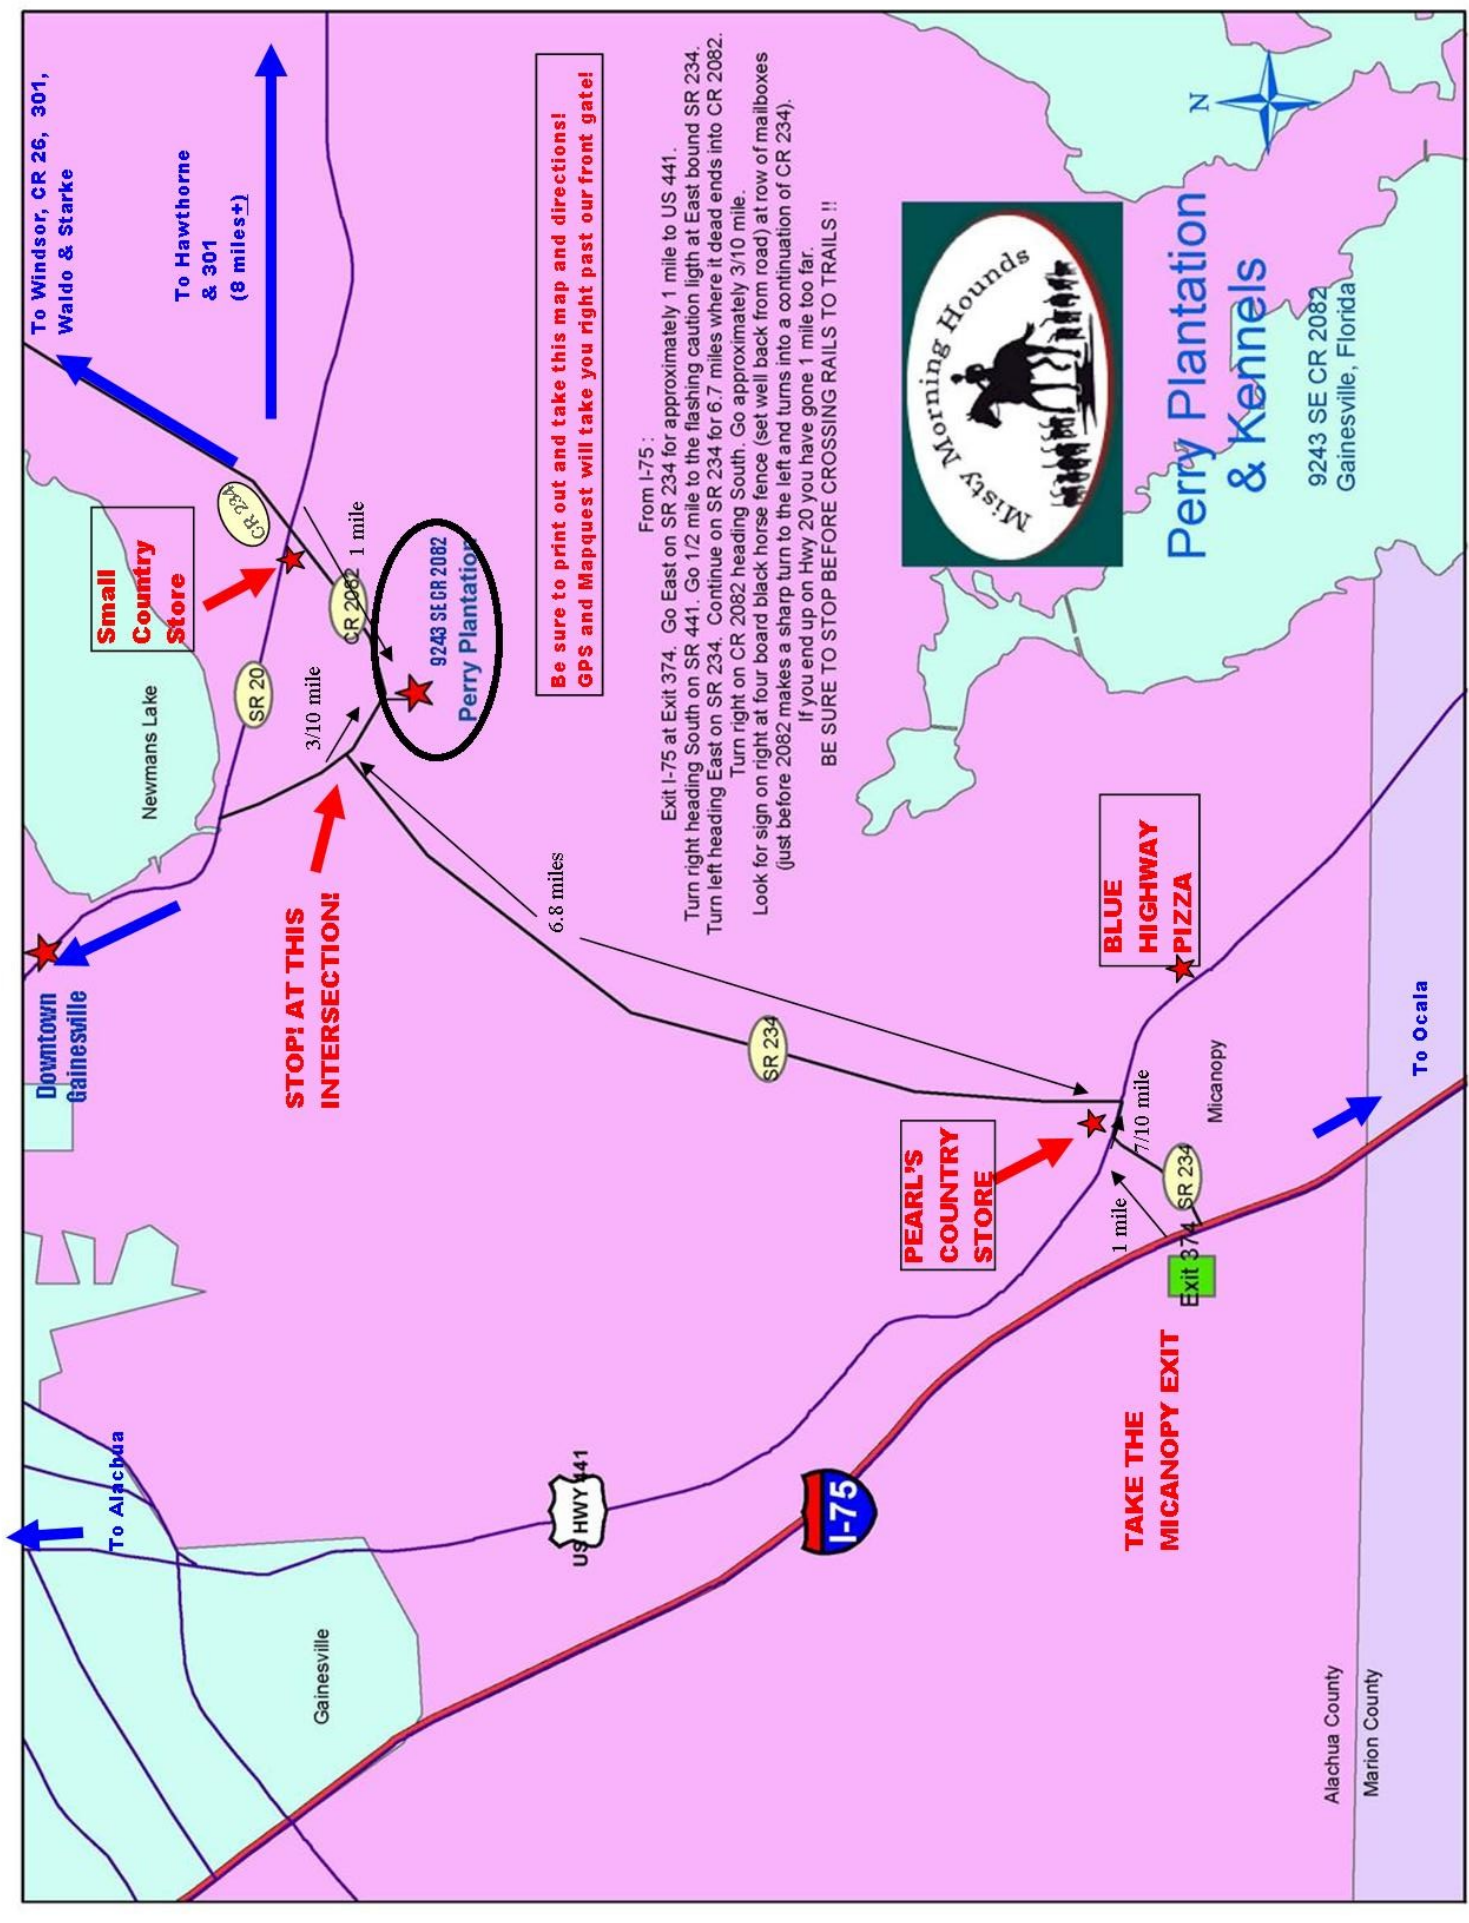 To Windsor, CR 26, 301,
Waldo & Starke
To Hawthorne
& 301
(8 miles+)
Small
Country
Store
CR 234
1 mile
CR 2082
9243 SE CR 2082
Perry Plantation
SR 20
3/10 mile
Newmans Lake
Downtown
Gainesville
STOP! AT THIS
INTERSECTION!
6.8 miles
SR 234
Be sure to print out and take this map and directions!
GPS and Mapquest will take you right past our front gate!
From I-75 :
Exit I-75 at Exit 374. Go East on SR 234 for approximately 1 mile to US 441.
Turn right heading South on SR 441. Go 1/2 mile to the flashing caution ligth at East bound SR 234.
Turn left heading East on SR 234. Continue on SR 234 for 6.7 miles where it dead ends into CR 2082.
Turn right on CR 2082 heading South. Go approximately 3/10 mile.
Look for sign on right at four board black horse fence (set well back from road) at row of mailboxes
(just before 2082 makes a sharp turn to the left and turns into a continuation of CR 234).
If you end up on Hwy 20 you have gone 1 mile too far.
BE SURE TO STOP BEFORE CROSSING RAILS TO TRAILS !!
Misty Morning Hounds
N
Perry Plantation
& Kennels
9243 SE CR 2082
Gainesville, Florida
BLUE
HIGHWAY
PIZZA
PEARL'S
COUNTRY
STORE
7/10 mile
Micanopy
1 mile
SR 234
Exit 374
To Ocala
TAKE THE
MICANOPY EXIT
To Alachua
US HWY 441
I-75
Gainesville
Alachua County
Marion County